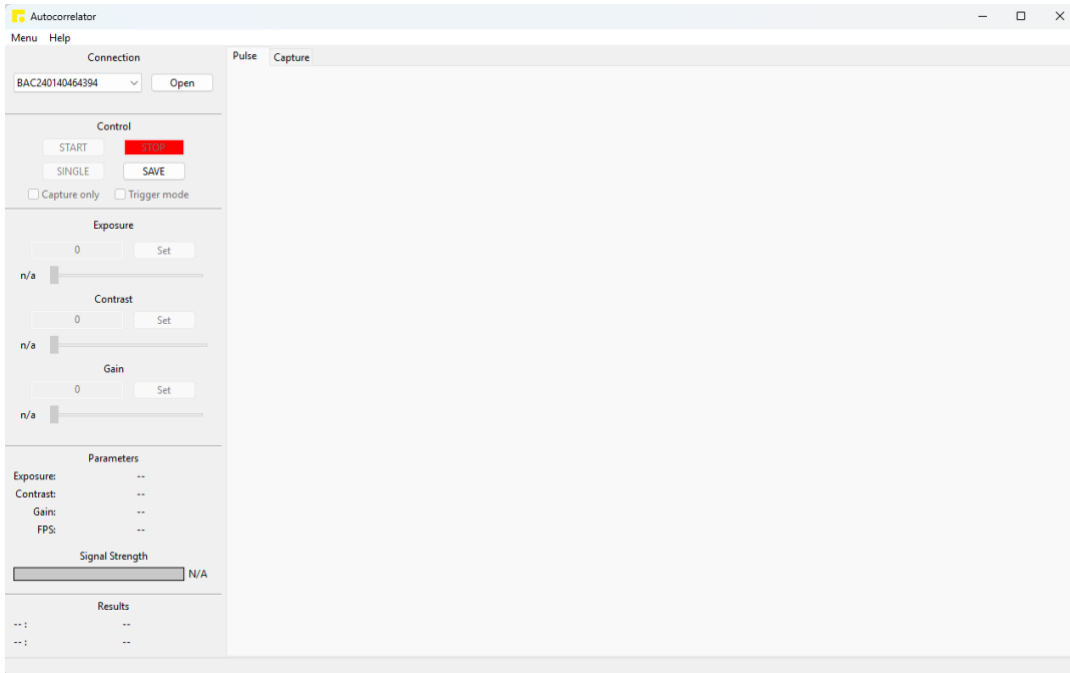 Autocorrelator
Menu Help
Connection
BAC240140464394 Open
Control
START STOP
SINGLE SAVE
Capture only Trigger mode
Exposure
0 Set
n/a
Contrast
0 Set
n/a
Gain
0 Set
n/a
Parameters
Exposure: --
Contrast: --
Gain: --
FPS: --
Signal Strength
N/A
Results
-- : --
-- : --
Pulse Capture